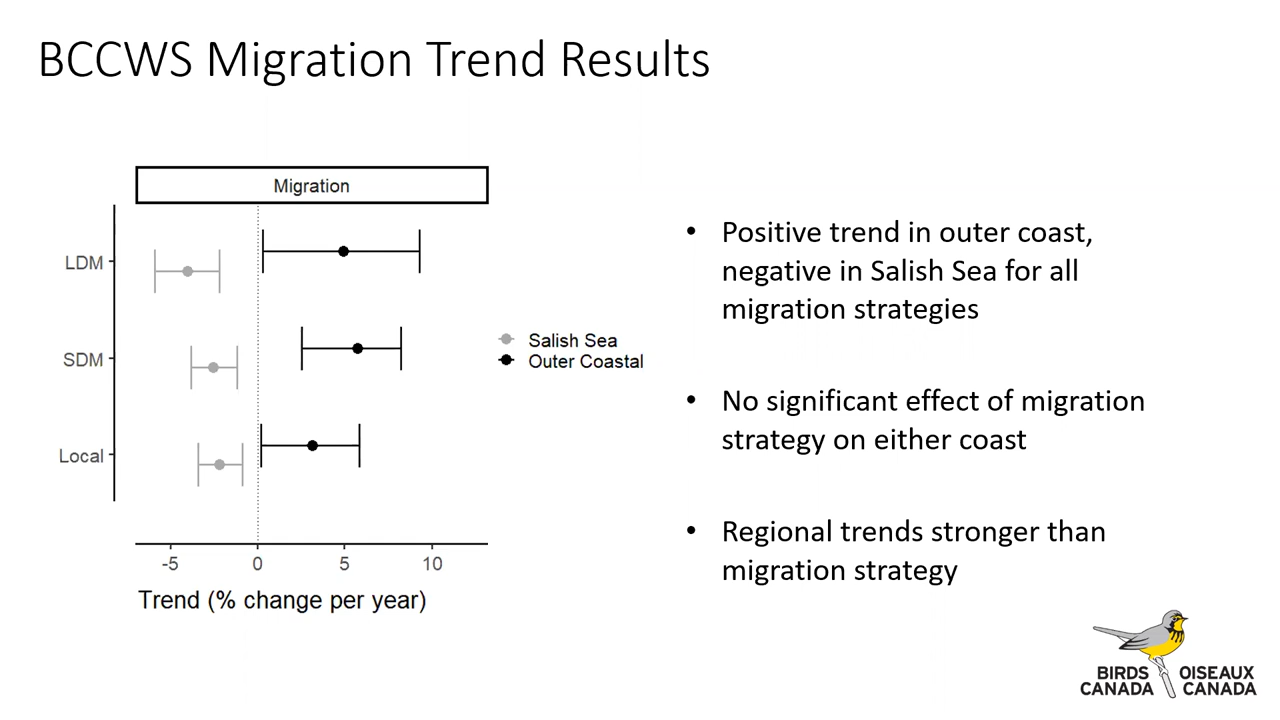 BCCWS Migration Trend Results
Migration
LDM
SDM
Local
-5 0 5 10
Trend (% change per year)
Salish Sea
Outer Coastal
• Positive trend in outer coast,
negative in Salish Sea for all
migration strategies
• No significant effect of migration
strategy on either coast
• Regional trends stronger than
migration strategy
BIRDS OISEAUX
CANADA CANADA